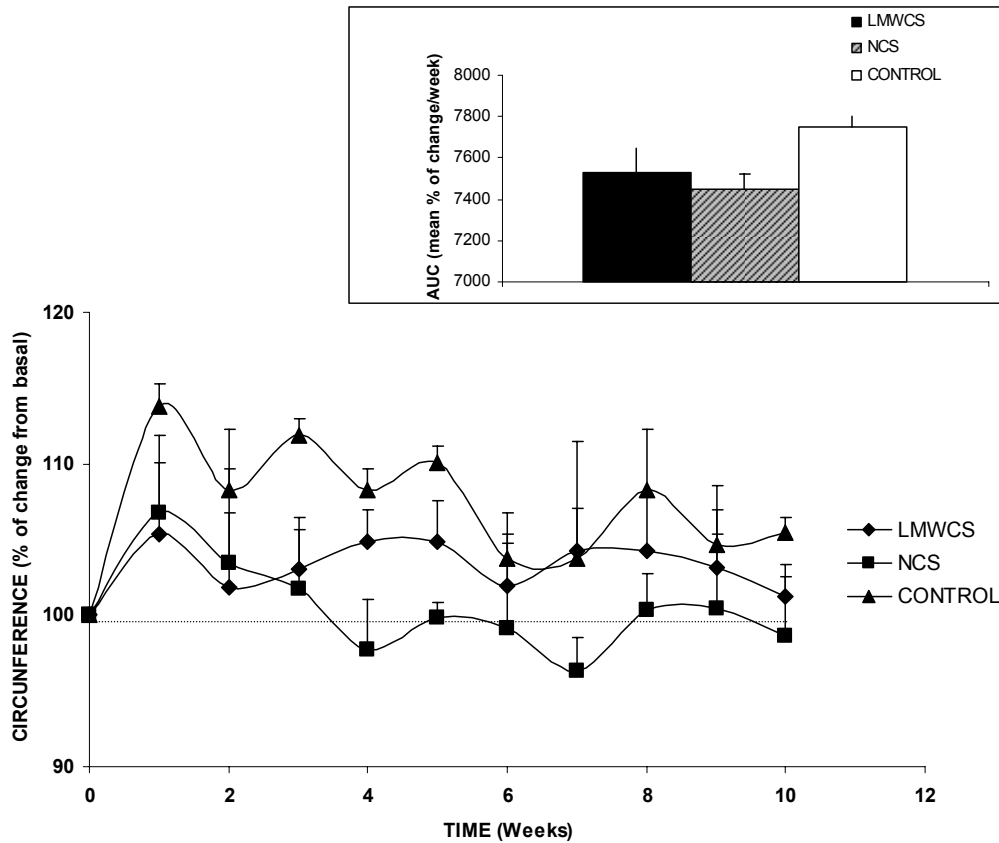 LMWCS
NCS
CONTROL
AUC (mean % of change/week)
8000
7800
7600
7400
7200
7000
CIRCUNFERENCE (% of change from basal)
120
110
100
90
0
2
4
6
8
10
12
TIME (Weeks)
LMWCS
NCS
CONTROL